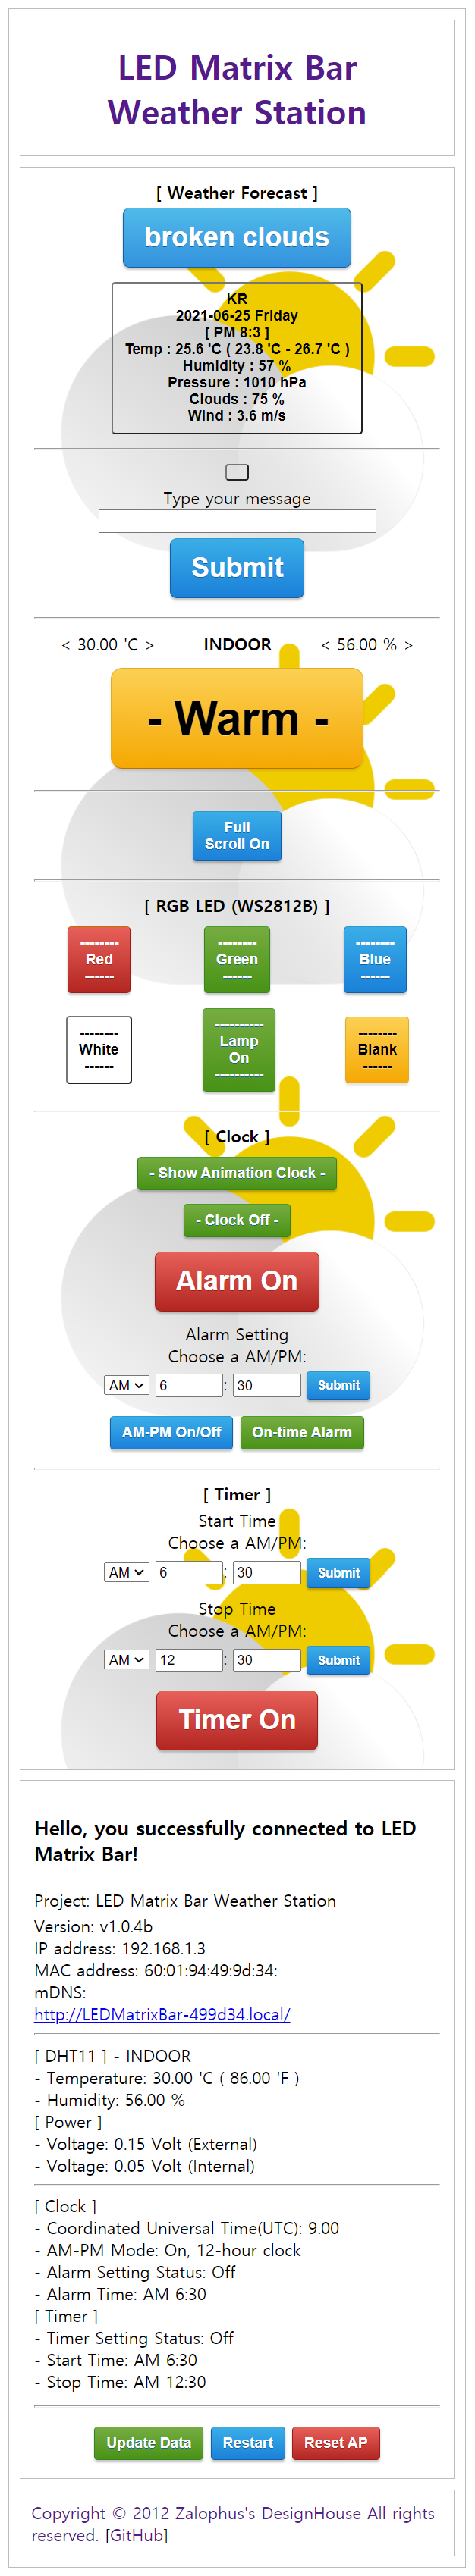 LED Matrix Bar
Weather Station
[ Weather Forecast ]
broken clouds
KR
2021-06-25 Friday
[ PM 8:3 ]
Temp : 25.6 'C ( 23.8 'C - 26.7 'C )
Humidity : 57 %
Pressure : 1010 hPa
Clouds : 75 %
Wind : 3.6 m/s
Type your message
Submit
< 30.00 'C > INDOOR < 56.00 % >
- Warm -
Full
Scroll On
[ RGB LED (WS2812B) ]
-------- -------- --------
Red Green Blue
------ ------ ------
-------- ---------- --------
White Lamp On Blank
------ ---------- ------
[ Clock ]
- Show Animation Clock -
- Clock Off -
Alarm On
Alarm Setting
Choose a AM/PM:
AM 6 : 30 Submit
AM-PM On/Off On-time Alarm
[ Timer ]
Start Time
Choose a AM/PM:
AM 6 : 30 Submit
Stop Time
Choose a AM/PM:
AM 12 : 30 Submit
Timer On
Hello, you successfully connected to LED
Matrix Bar!
Project: LED Matrix Bar Weather Station
Version: v1.0.4b
IP address: 192.168.1.3
MAC address: 60:01:94:49:9d:34:
mDNS:
http://LEDMatrixBar-499d34.local/
[ DHT11 ] - INDOOR
- Temperature: 30.00 'C ( 86.00 'F )
- Humidity: 56.00 %
[ Power ]
- Voltage: 0.15 Volt (External)
- Voltage: 0.05 Volt (Internal)
[ Clock ]
- Coordinated Universal Time(UTC): 9.00
- AM-PM Mode: On, 12-hour clock
- Alarm Setting Status: Off
- Alarm Time: AM 6:30
[ Timer ]
- Timer Setting Status: Off
- Start Time: AM 6:30
- Stop Time: AM 12:30
Update Data Restart Reset AP
Copyright © 2012 Zalophus's DesignHouse All rights
reserved. [GitHub]